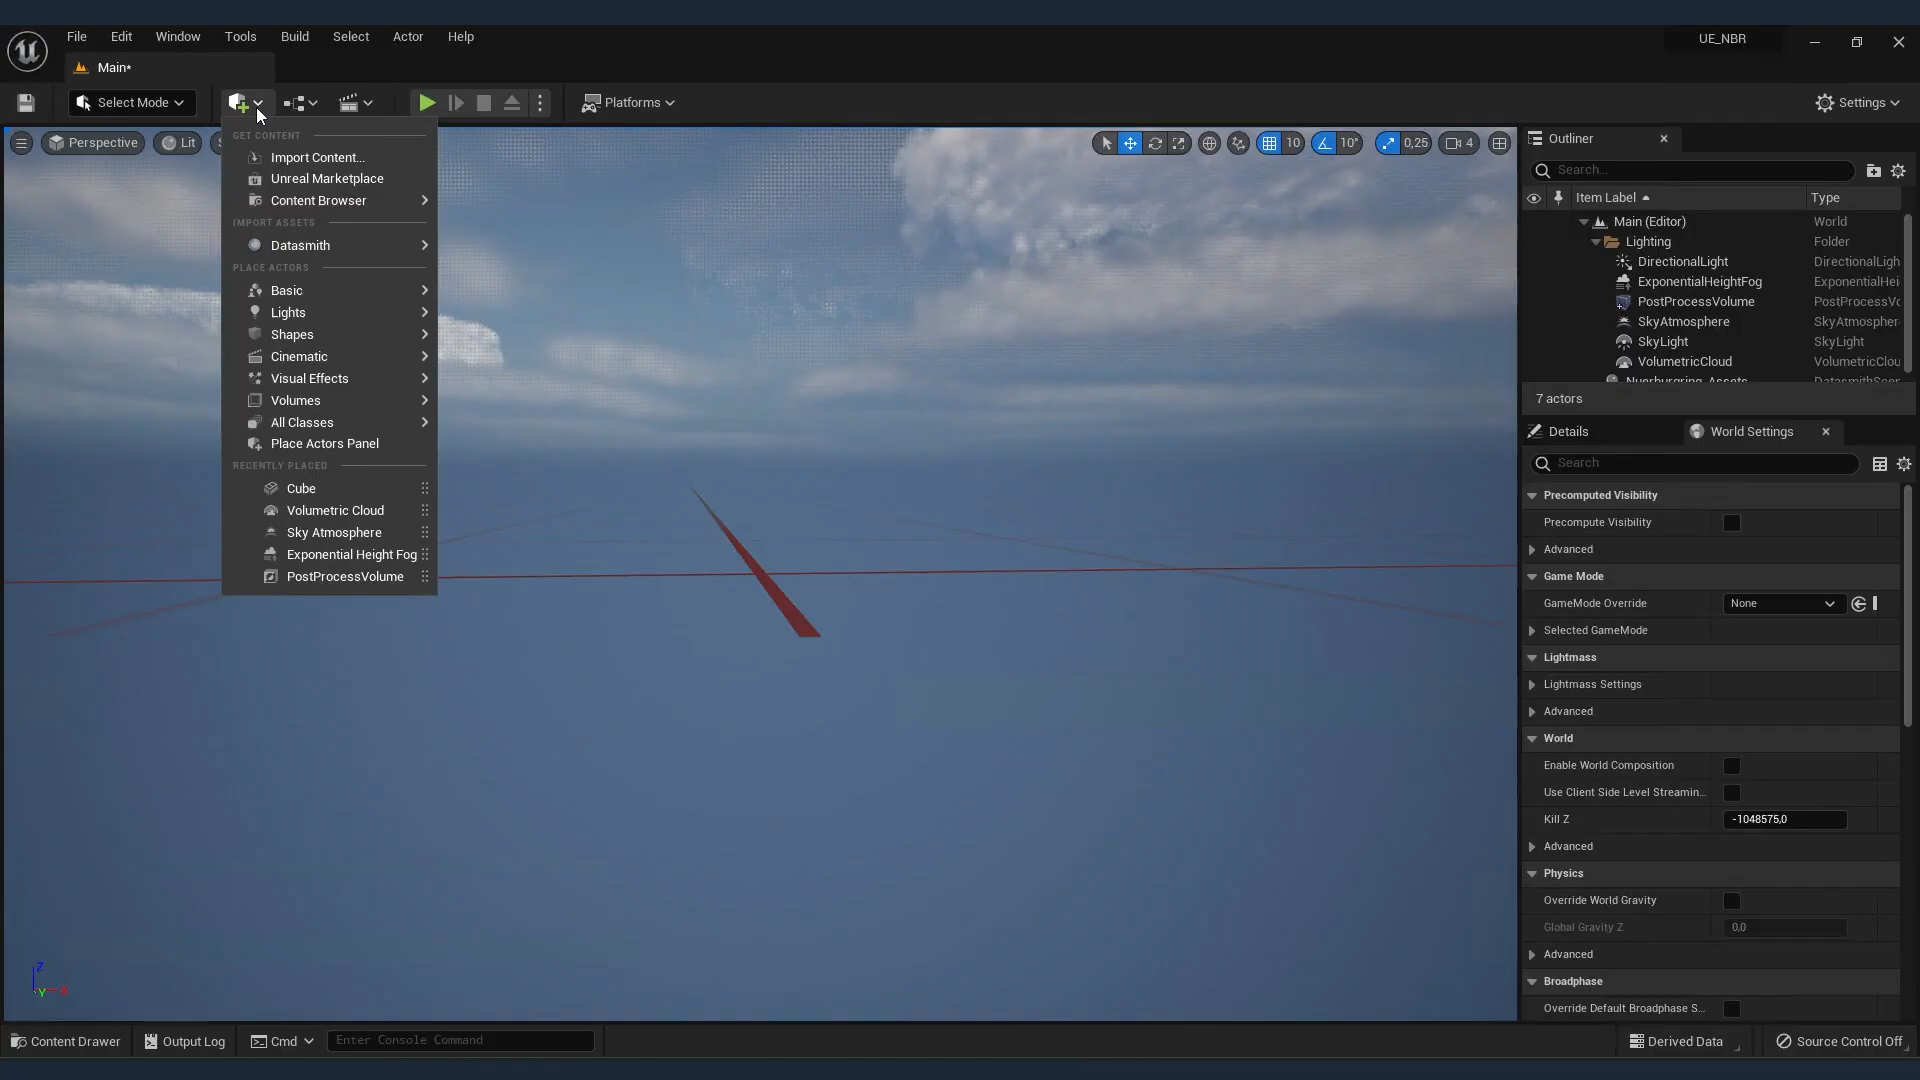 File Edit Window Tools Build Select Actor Help
UE_NBR
Main*
Select Mode
Platforms
Settings
Perspective
Lit
10
10°
0,25
4
GET CONTENT
Import Content...
Unreal Marketplace
Content Browser
IMPORT ASSETS
Datasmith
PLACE ACTORS
Basic
Lights
Shapes
Cinematic
Visual Effects
Volumes
All Classes
Place Actors Panel
RECENTLY PLACED
Cube
Volumetric Cloud
Sky Atmosphere
Exponential Height Fog
PostProcessVolume
Outliner
Search...
Item Label Type
Main (Editor) World
Lighting Folder
DirectionalLight DirectionalLigh
ExponentialHeightFog ExponentialHei
PostProcessVolume PostProcessVo
SkyAtmosphere SkyAtmospher
SkyLight SkyLight
VolumetricCloud VolumetricClou
7 actors
Details
World Settings
Search
Precomputed Visibility
Precompute Visibility
Advanced
Game Mode
GameMode Override None
Selected GameMode
Lightmass
Lightmass Settings
Advanced
World
Enable World Composition
Use Client Side Level Streamin...
Kill Z -1048575,0
Advanced
Physics
Override World Gravity
Global Gravity Z 0,0
Advanced
Broadphase
Override Default Broadphase S...
Z
Y X
Content Drawer
Output Log
Cmd
Enter Console Command
Derived Data
Source Control Off